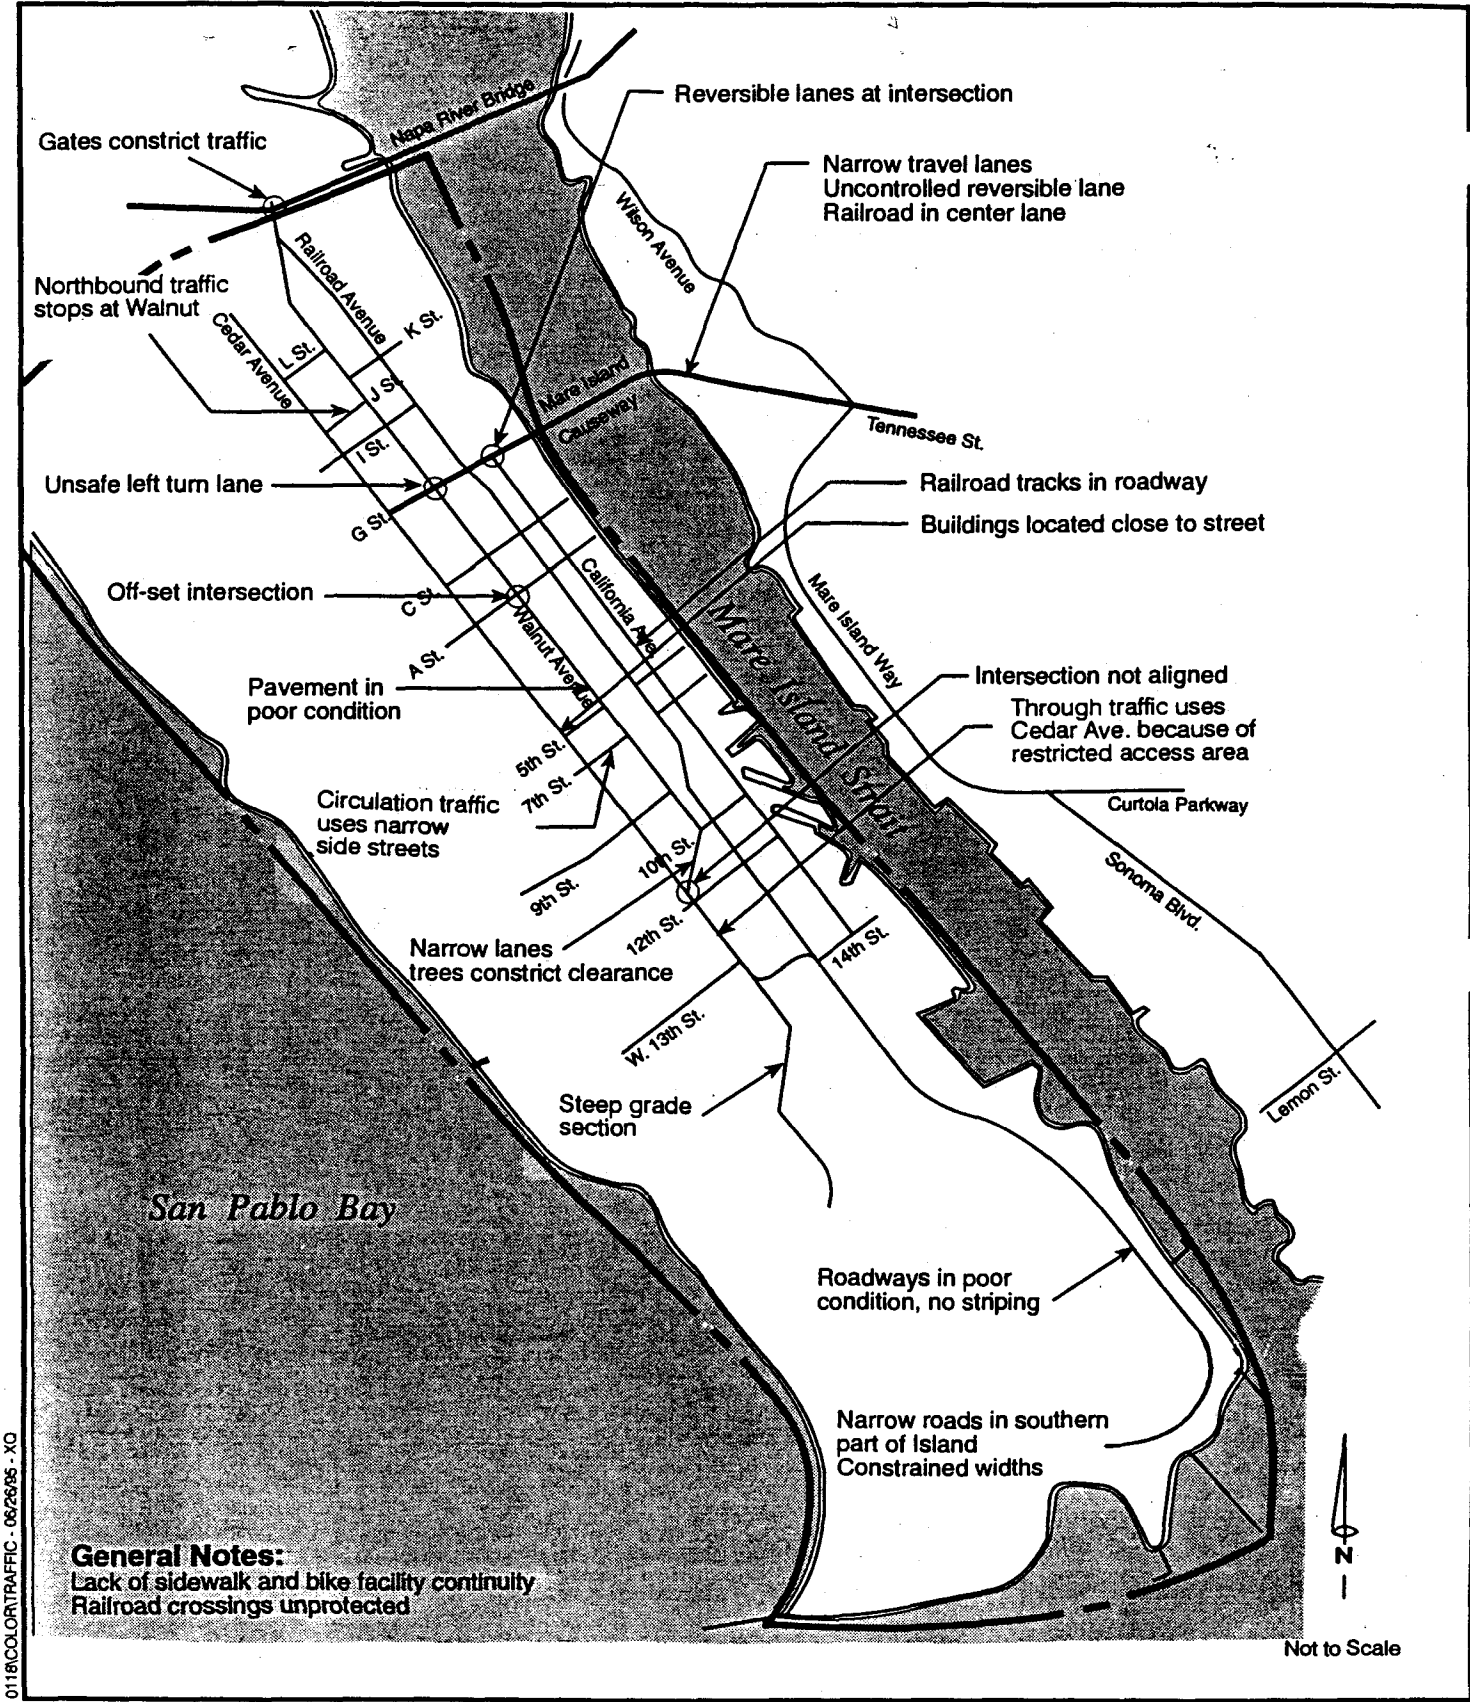 Napa River Bridge
Reversible lanes at intersection
Gates constrict traffic
Narrow travel lanes
Uncontrolled reversible lane
Railroad in center lane
Wilson Avenue
Railroad Avenue
Northbound traffic
stops at Walnut
Cedar Avenue
K St.
L St.
J St.
I St.
Mare Island
Causeway
Tennessee St.
Unsafe left turn lane
G St.
Railroad tracks in roadway
Buildings located close to street
Off-set intersection
C St.
California Ave.
Mare Island Way
Walnut Avenue
A St.
Mare Island Strait
Pavement in
poor condition
Intersection not aligned
Through traffic uses
Cedar Ave. because of
restricted access area
5th St.
7th St.
Curtola Parkway
Circulation traffic
uses narrow
side streets
10th St.
9th St.
Sonoma Blvd.
12th St.
14th St.
Narrow lanes
trees constrict clearance
W. 13th St.
Lemon St.
Steep grade
section
San Pablo Bay
Roadways in poor
condition, no striping
Narrow roads in southern
part of Island
Constrained widths
General Notes:
Lack of sidewalk and bike facility continuity
Railroad crossings unprotected
N
Not to Scale
0118\COLOR\TRAFFIC - 06/26/95 - XQ